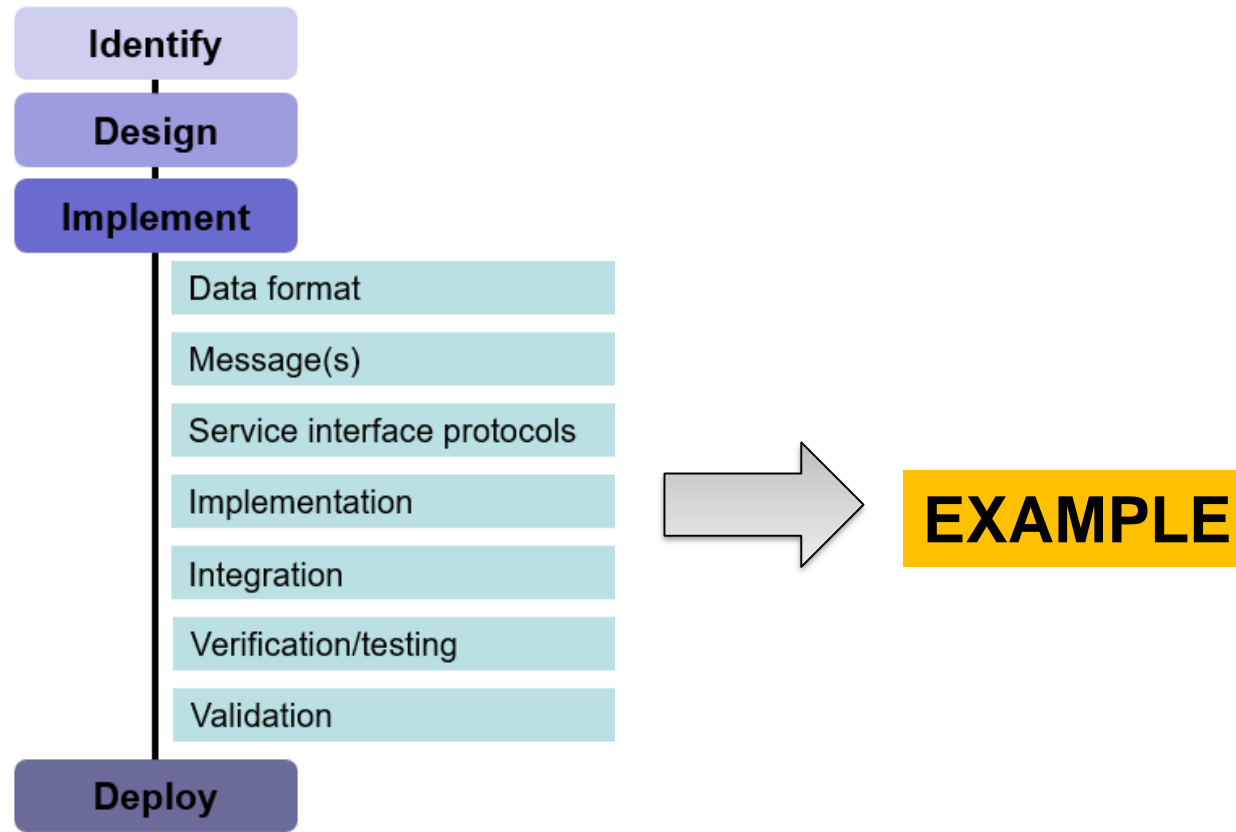 Identify
Design
Implement
Data format
Message(s)
Service interface protocols
Implementation
Integration
Verification/testing
Validation
Deploy
EXAMPLE